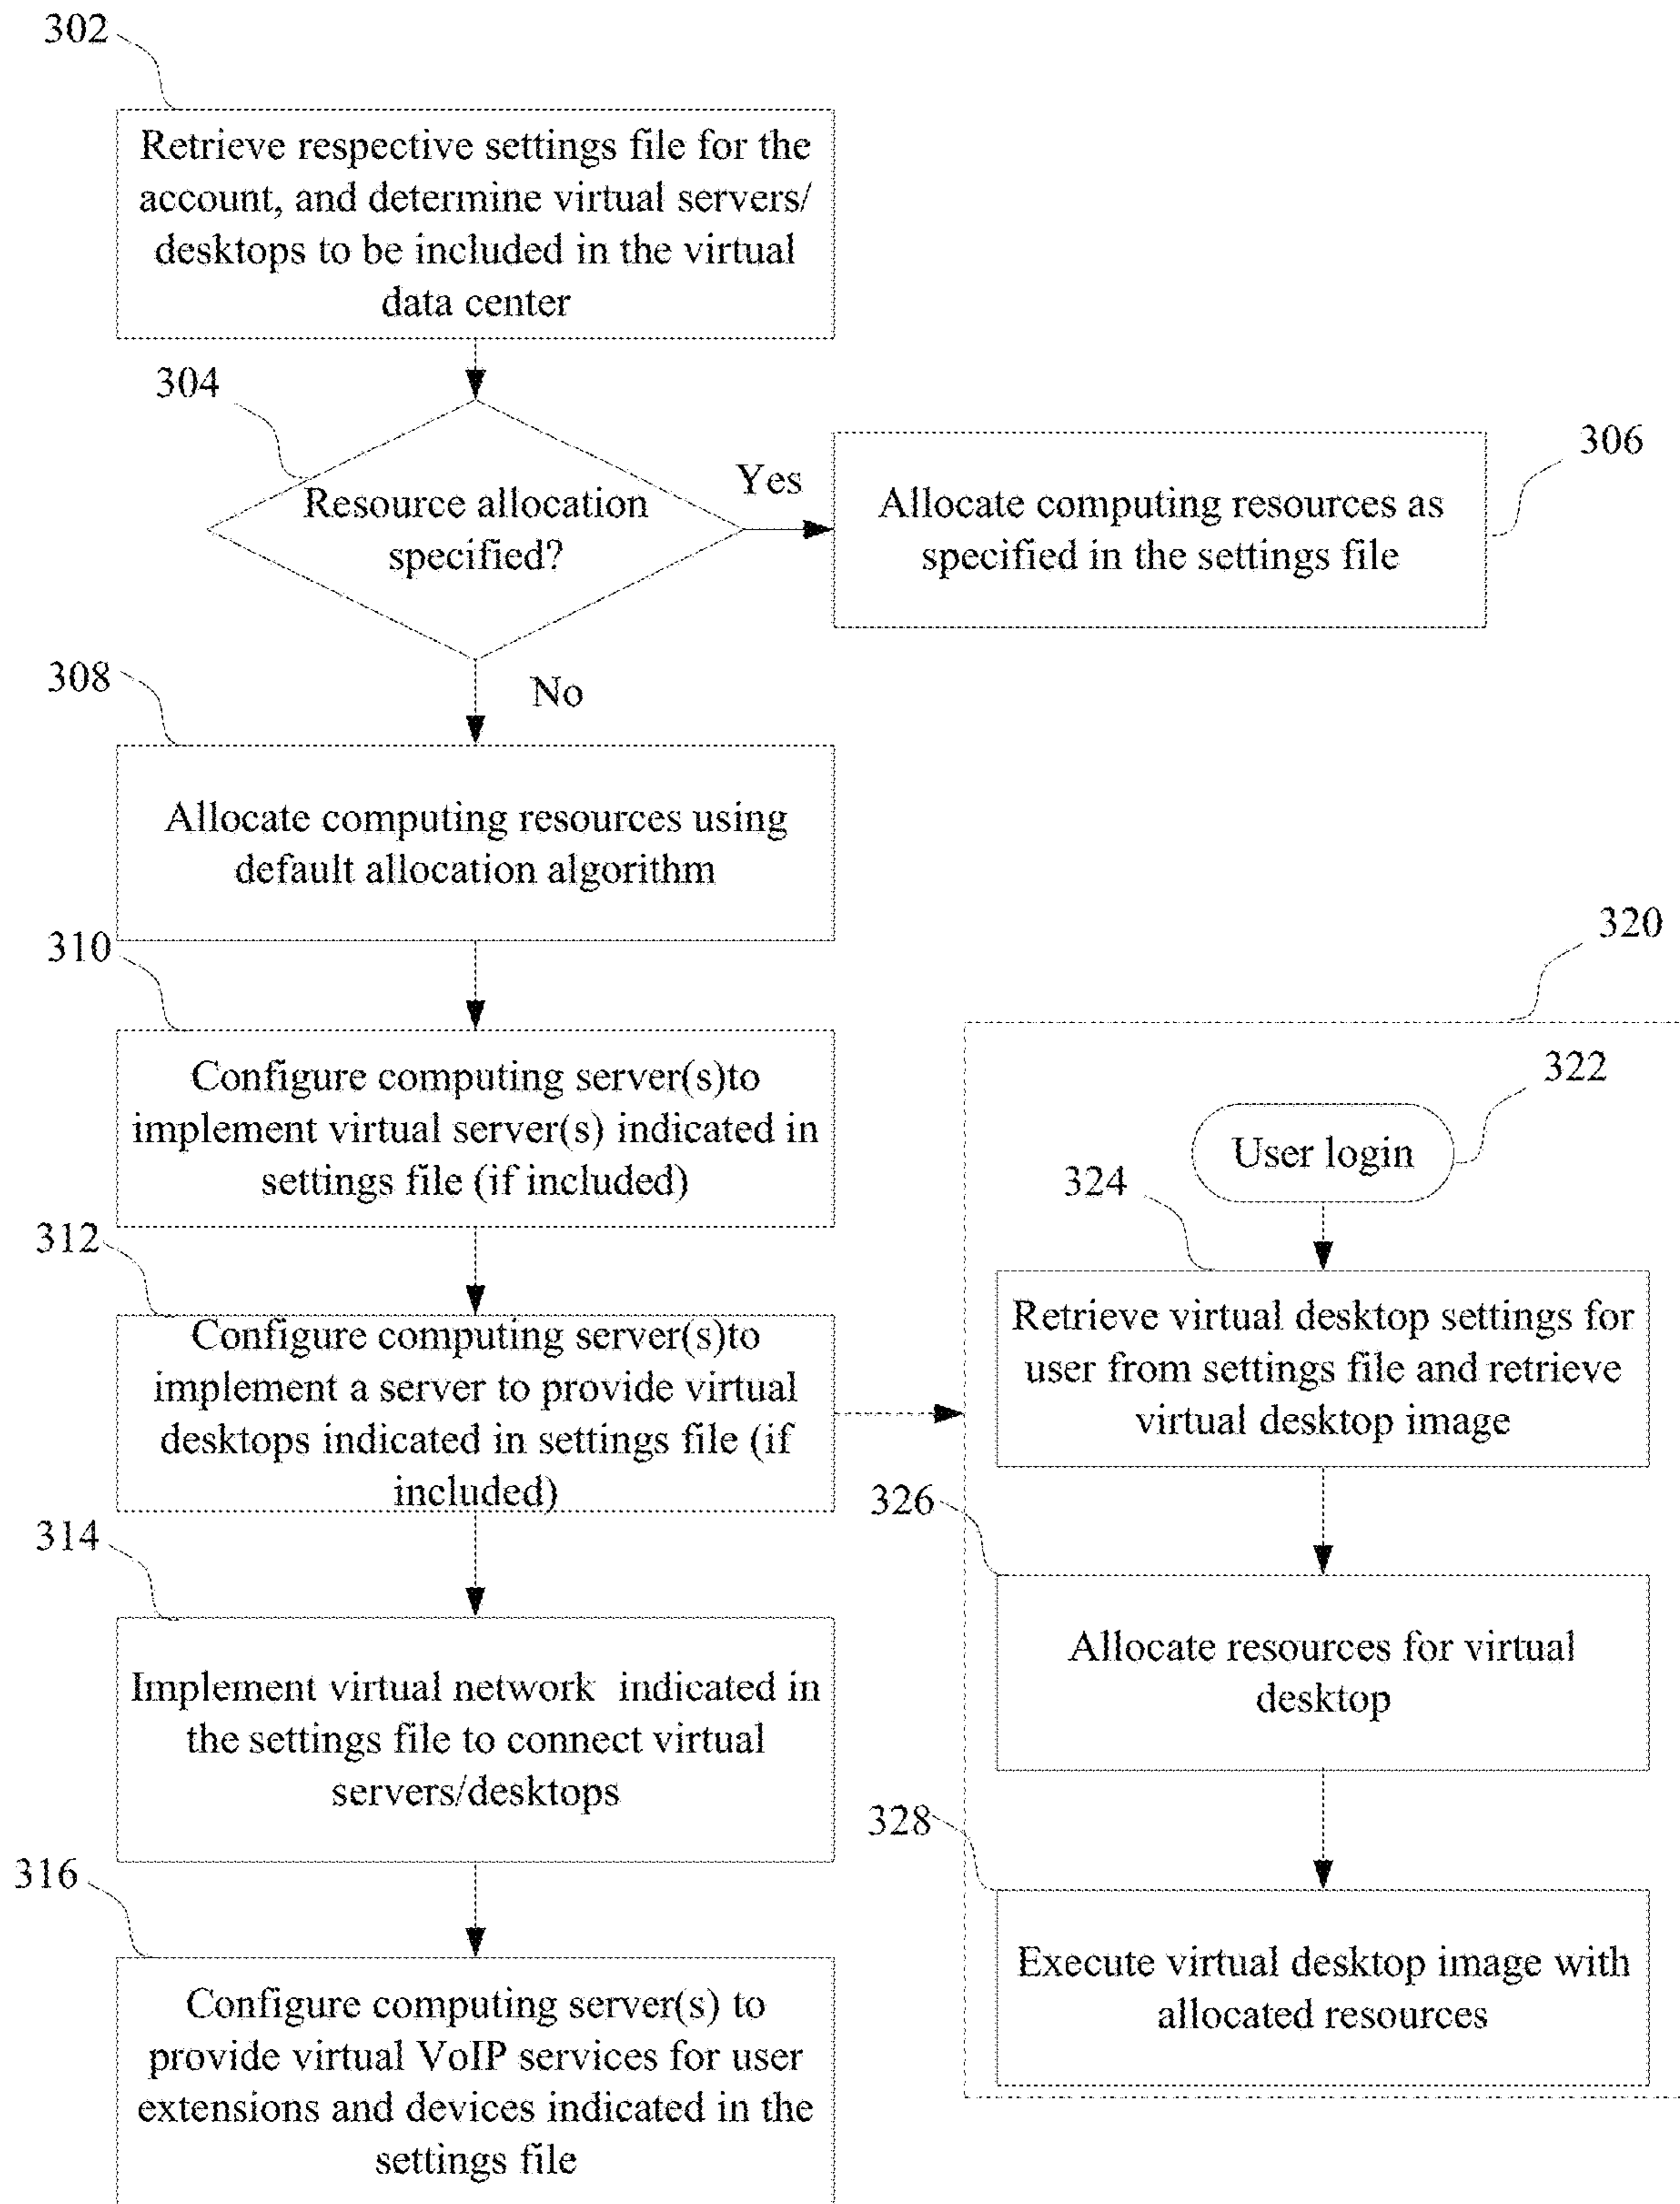 302
Retrieve respective settings file for the
account, and determine virtual servers/
desktops to be included in the virtual
data center
304
Resource allocation
specified?
Yes
306
Allocate computing resources as
specified in the settings file
No
308
Allocate computing resources using
default allocation algorithm
310
Configure computing server(s)to
implement virtual server(s) indicated in
settings file (if included)
312
Configure computing server(s)to
implement a server to provide virtual
desktops indicated in settings file (if
included)
314
Implement virtual network indicated in
the settings file to connect virtual
servers/desktops
316
Configure computing server(s) to
provide virtual VoIP services for user
extensions and devices indicated in the
settings file
320
322
User login
324
Retrieve virtual desktop settings for
user from settings file and retrieve
virtual desktop image
326
Allocate resources for virtual
desktop
328
Execute virtual desktop image with
allocated resources